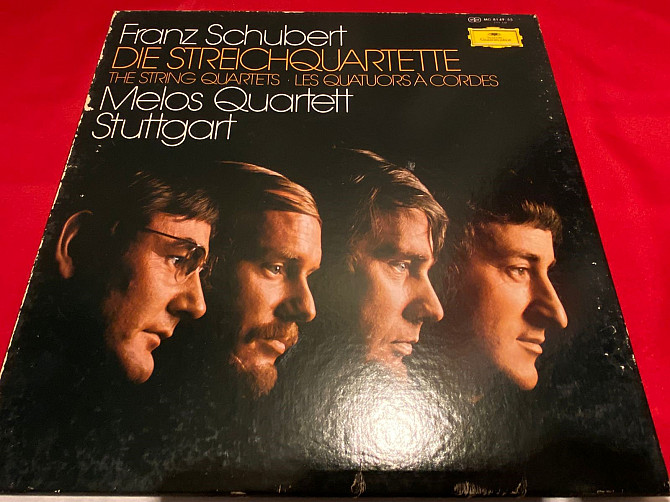 Franz Schubert
DIE STREICHQUARTETTE
THE STRING QUARTETS · LES QUATUORS À CORDES
Melos Quartett
Stuttgart